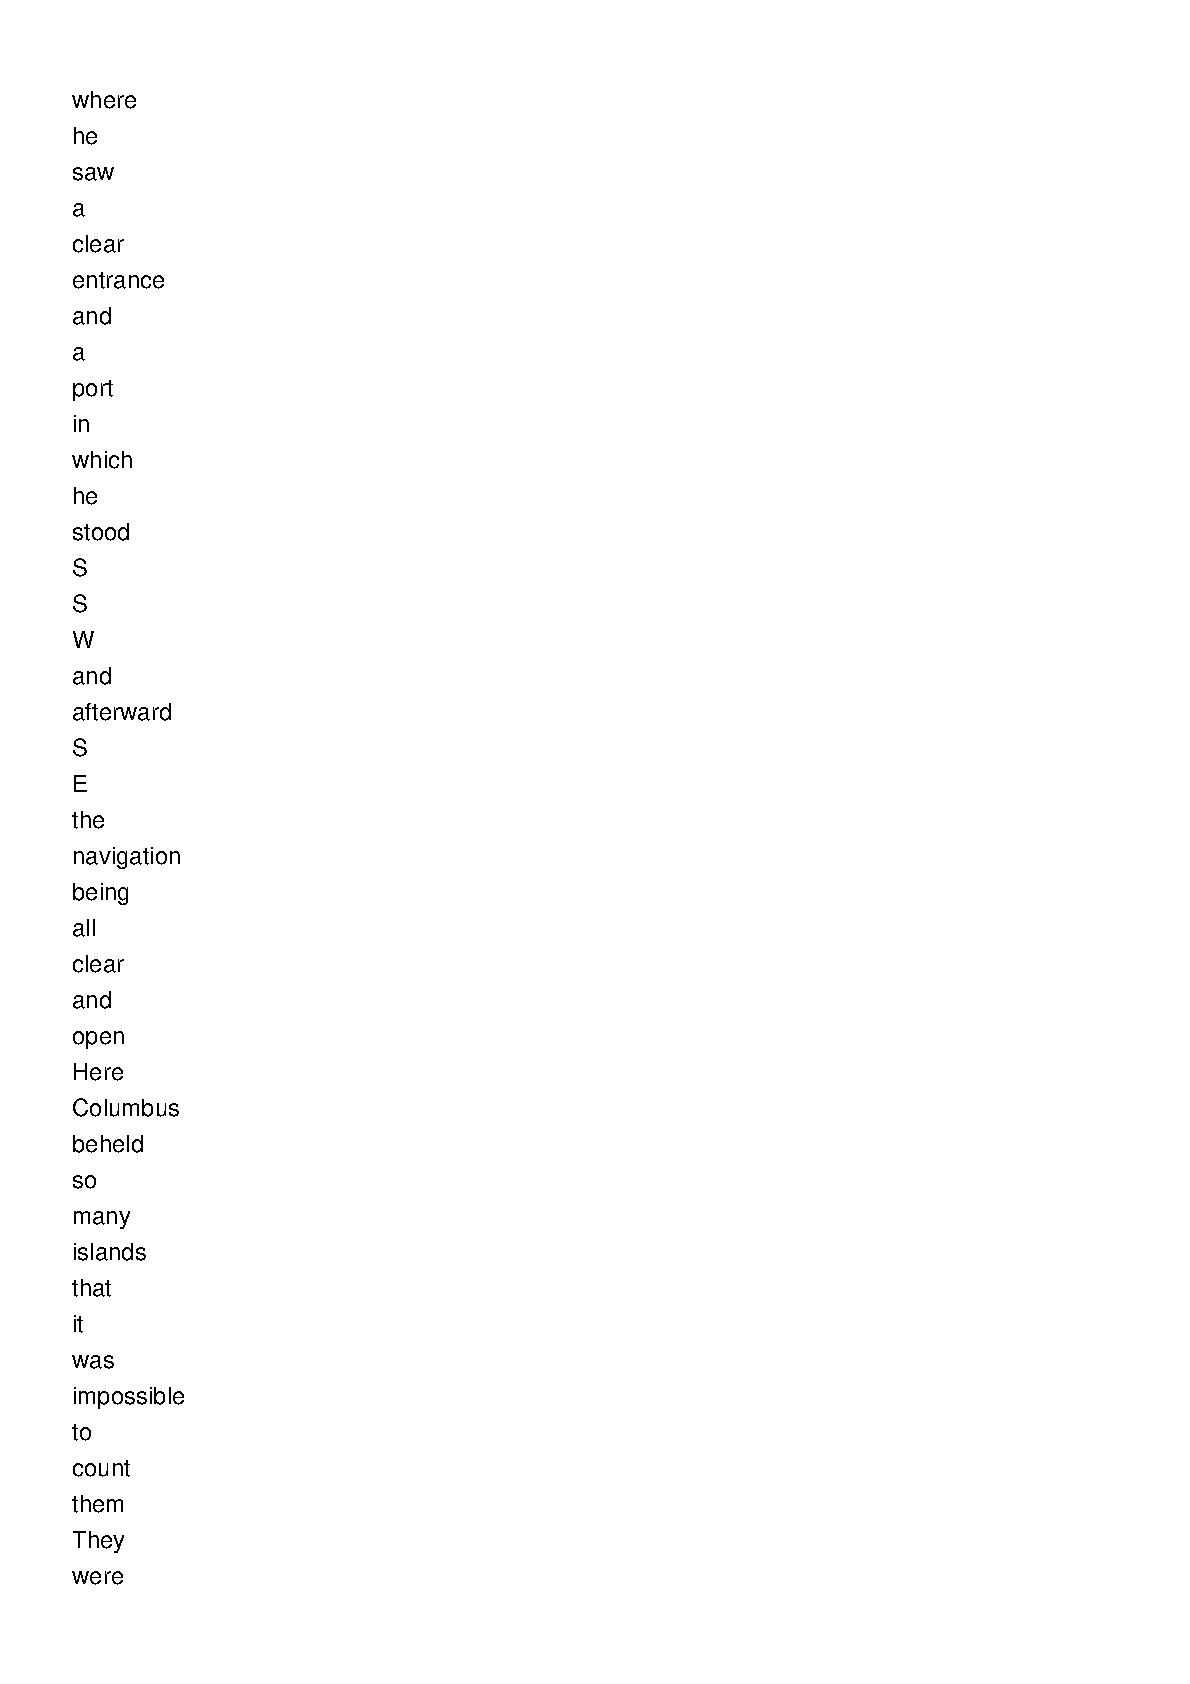 where
he
saw
a
clear
entrance
and
a
port
in
which
he
stood
S
S
W
and
afterward
S
E
the
navigation
being
all
clear
and
open
Here
Columbus
beheld
so
many
islands
that
it
was
impossible
to
count
them
They
were